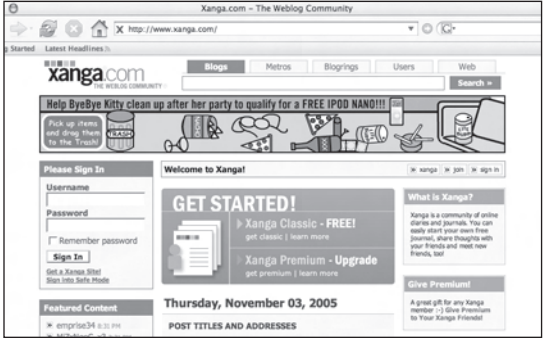 Xanga.com – The Weblog Community
X http://www.xanga.com/
G
g Started Latest Headlines
xanga.com
THE WEBLOG COMMUNITY
Blogs Metros Blogrings Users Web
Search »
Help ByeBye Kitty clean up after her party to qualify for a FREE IPOD NANO!!!
Pick up items
and drag them
to the Trash!
TRASH
Please Sign In
Username
Password
Remember password
Sign In
Get a Xanga Site!
Sign into Safe Mode
Featured Content
emprise34 8:31 PM
Welcome to Xanga!
xanga join sign in
GET STARTED!
Xanga Classic - FREE!
get classic | learn more
Xanga Premium - Upgrade
get premium | learn more
Thursday, November 03, 2005
POST TITLES AND ADDRESSES
What is Xanga?
Xanga is a community of online
diaries and journals. You can
easily start your own free
journal, share thoughts with
your friends and meet new
friends, too!
Give Premium!
A great gift for any Xanga
member :-) Give Premium
to Your Xanga Friends!